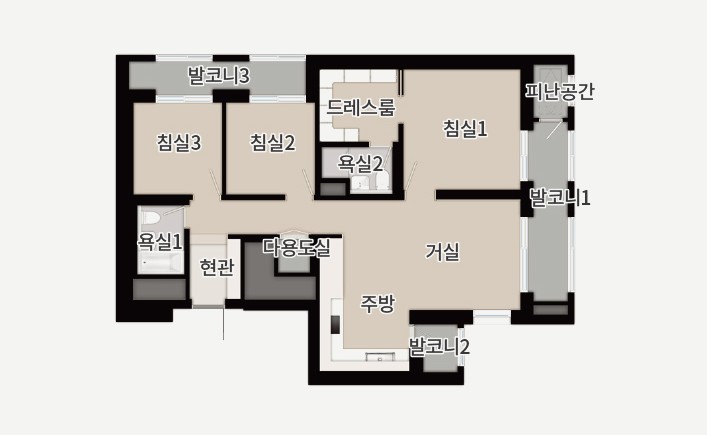 발코니3
드레스룸
피난공간
침실3
침실2
침실1
욕실2
발코니1
욕실1
다용도실
거실
현관
주방
발코니2